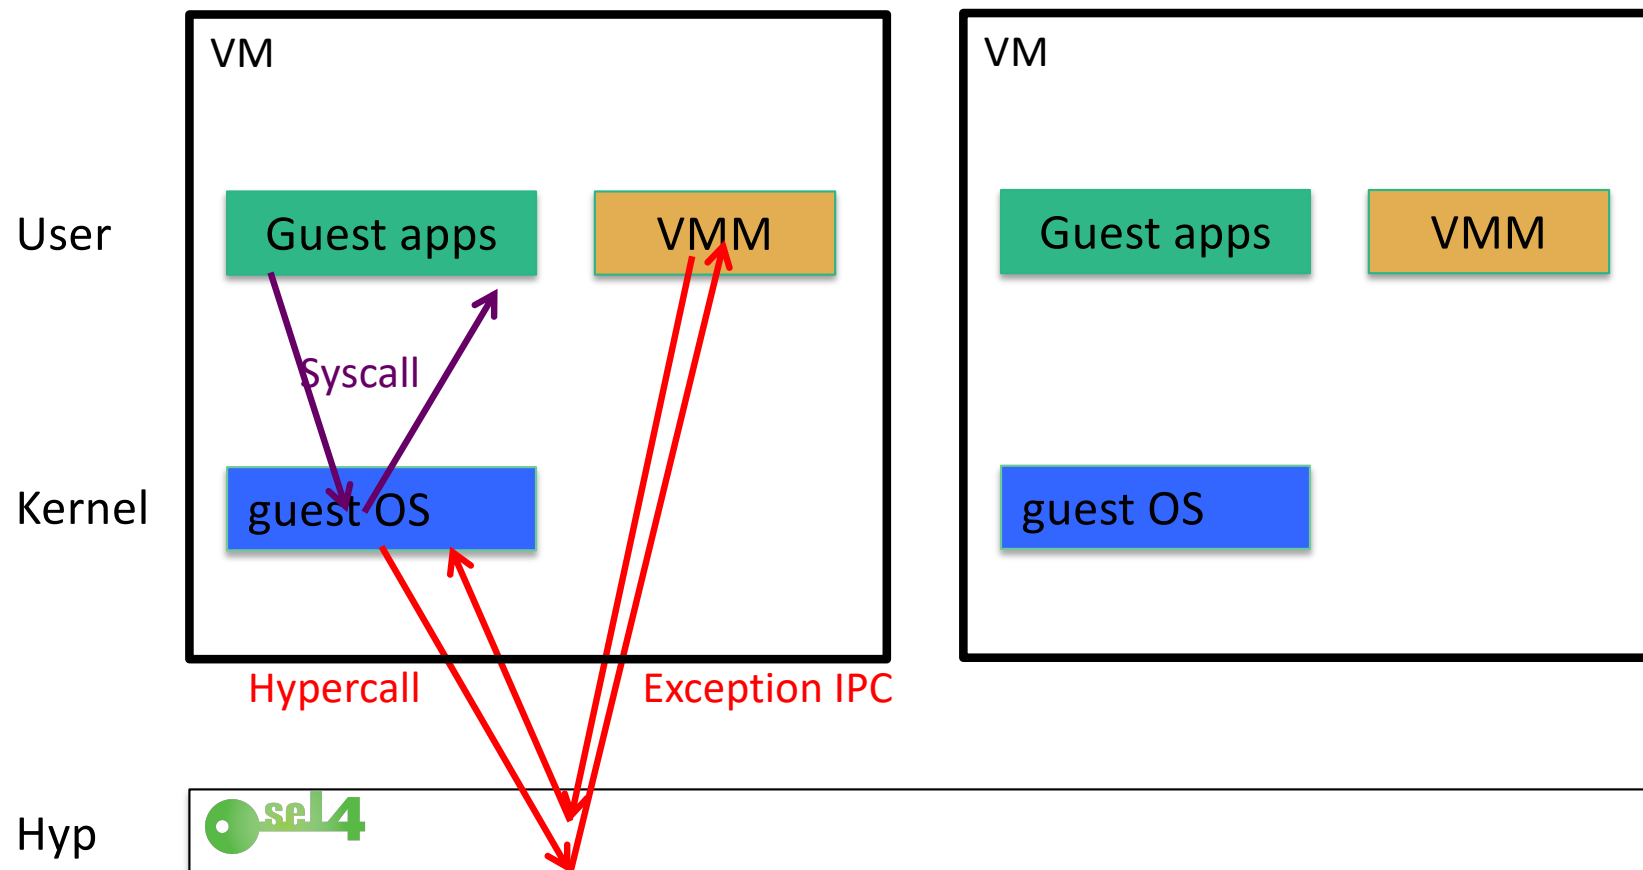 VM
VM
User
Guest apps
VMM
Guest apps
VMM
Syscall
Kernel
guest OS
guest OS
Hypercall
Exception IPC
Hyp
seL4